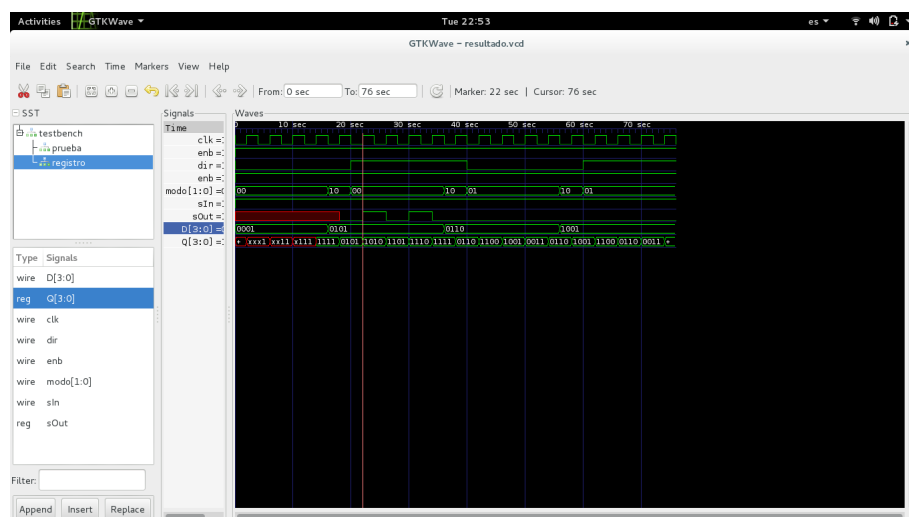 Activities GTKWave Tue 22:53 es
GTKWave - resultado.vcd
File Edit Search Time Markers View Help
From: 0 sec To: 76 sec Marker: 22 sec | Cursor: 76 sec
SST
testbench
prueba
registro
Type Signals
wire D[3:0]
reg Q[3:0]
wire clk
wire dir
wire enb
wire modo[1:0]
wire sIn
reg sOut
Filter:
Append Insert Replace
Signals
Time
clk =
enb =
dir =
enb =
modo[1:0] =
sIn =
sOut =
D[3:0] =
Q[3:0] =
Waves
10 sec 20 sec 30 sec 40 sec 50 sec 60 sec 70 sec
00 10 00 10 01 10 01
0001 0101 0110 1001
+ xxx1 xx11 x111 1111 0101 1010 1101 1110 1111 0110 1100 1001 0011 0110 1001 1100 0110 0011 +